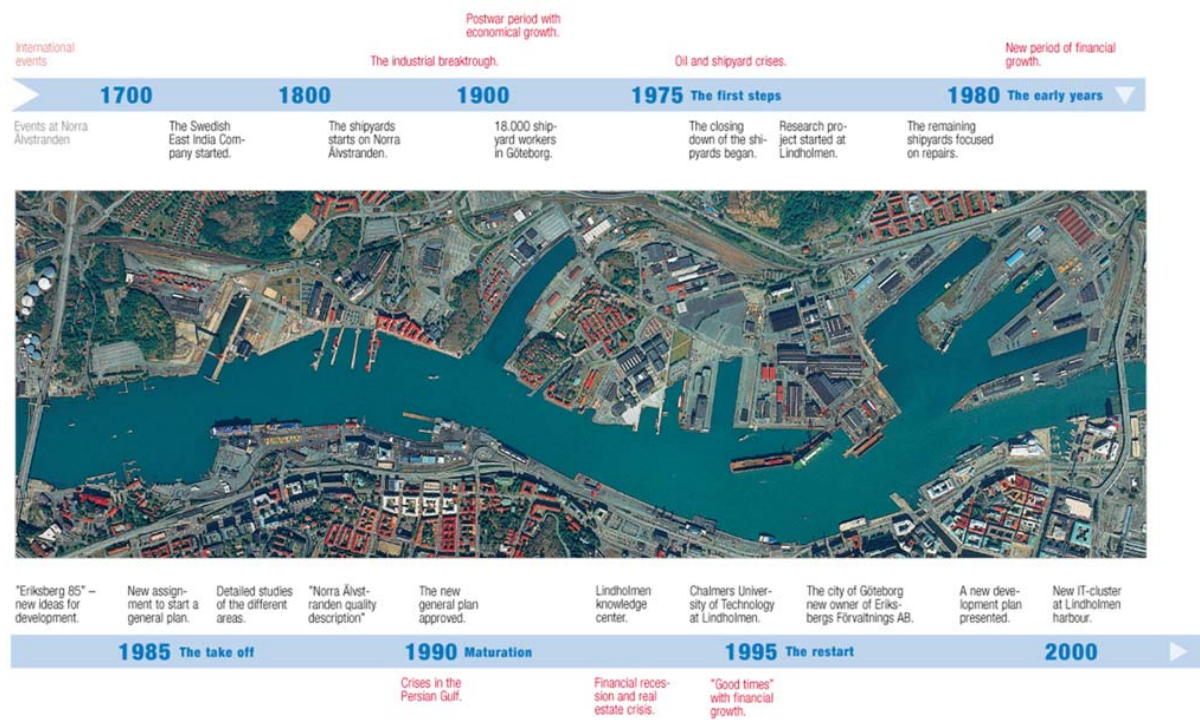 Postwar period with
economical growth.
International
events
The industrial breaktrough.
Oil and shipyard crises.
New period of financial
growth.
1700
1800
1900
1975 The first steps
1980 The early years
Events at Norra
Älvstranden
The Swedish
East India Com-
pany started.
The shipyards
starts on Norra
Älvstranden.
18.000 ship-
yard workers
in Göteborg.
The closing
down of the shi-
pyards began.
Research pro-
ject started at
Lindholmen.
The remaining
shipyards focused
on repairs.
"Eriksberg 85" –
new ideas for
development.
New assign-
ment to start a
general plan.
Detailed studies
of the different
areas.
"Norra Älvst-
randen quality
description"
The new
general plan
approved.
Lindholmen
knowledge
center.
Chalmers Univer-
sity of Technology
at Lindholmen.
The city of Göteborg
new owner of Eriks-
bergs Förvaltnings AB.
A new deve-
lopment plan
presented.
New IT-cluster
at Lindholmen
harbour.
1985 The take off
1990 Maturation
1995 The restart
2000
Crises in the
Persian Gulf.
Financial reces-
sion and real
estate crisis.
"Good times"
with financial
growth.